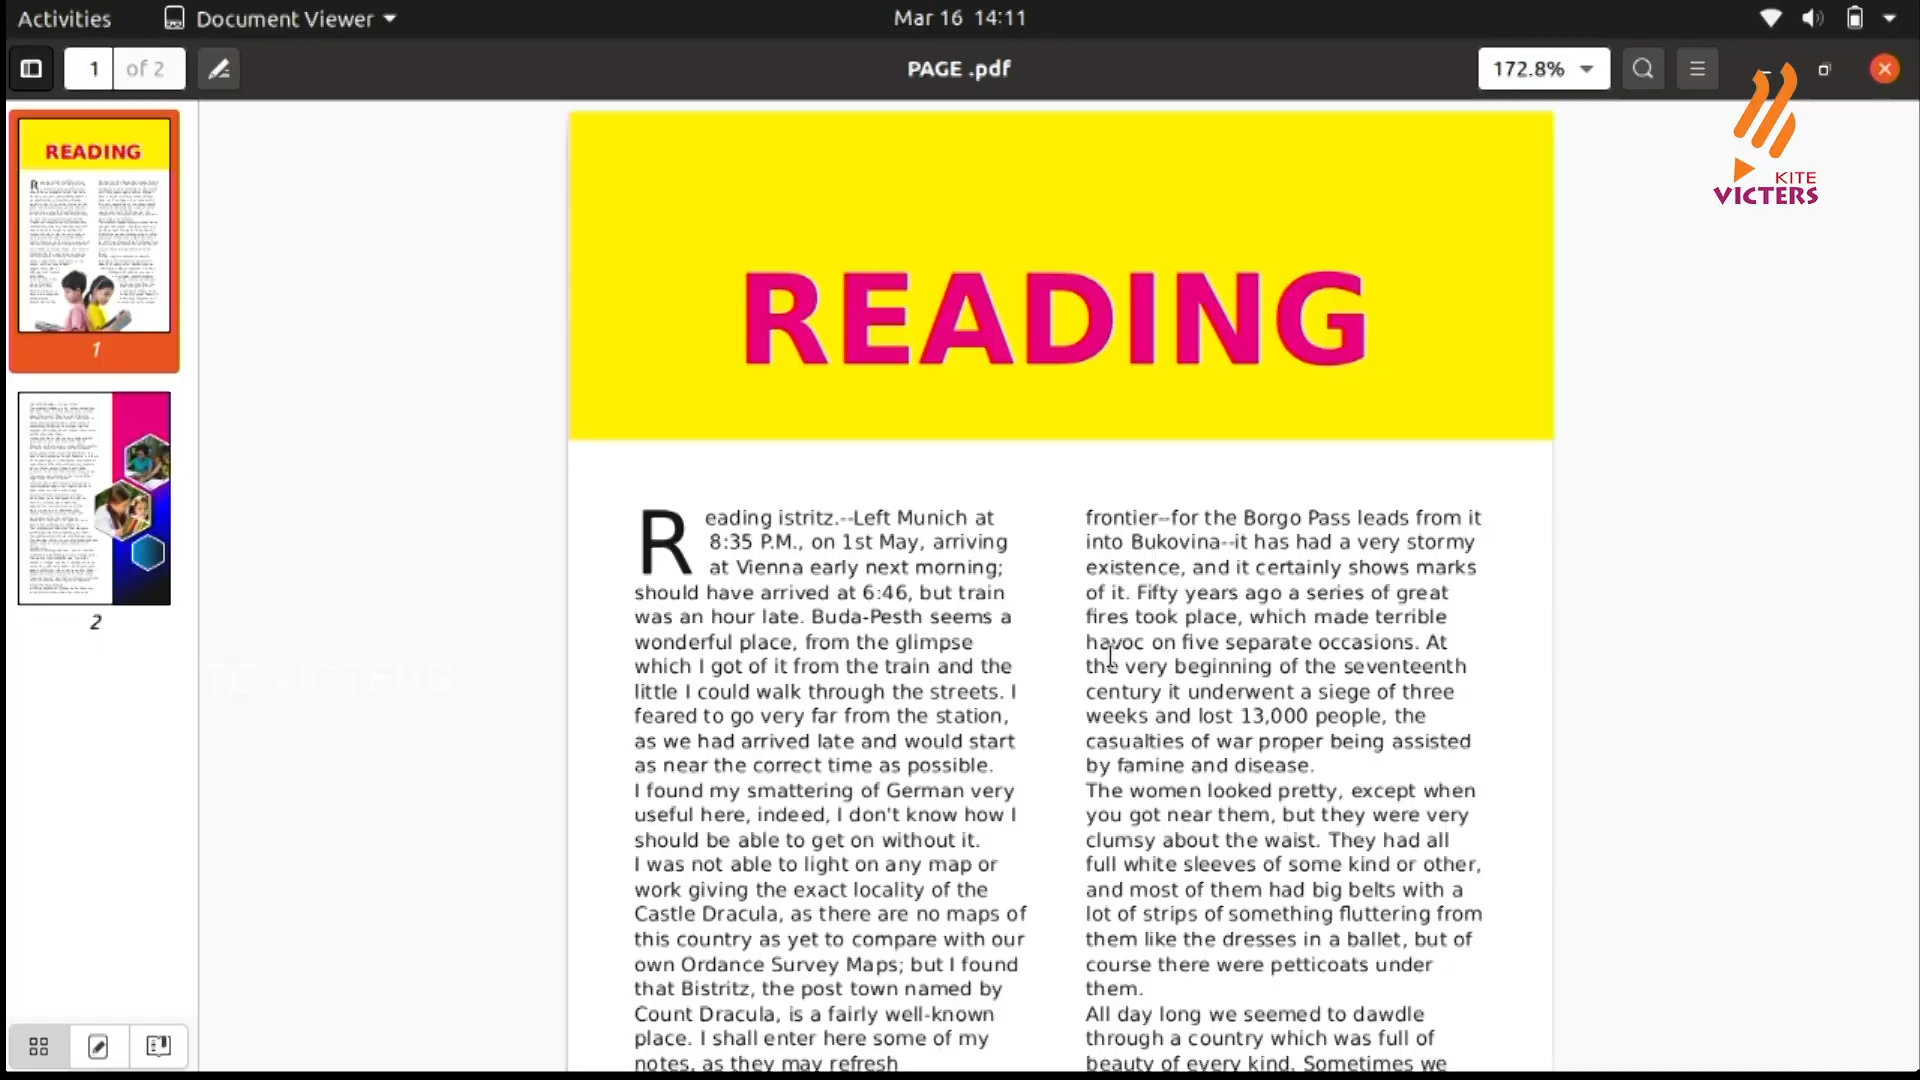 Activities
Document Viewer
Mar 16 14:11
1 of 2
PAGE .pdf
172.8%
KITE
VICTERS
READING
1
2
TE VICTERS
READING
Reading istritz.--Left Munich at
8:35 P.M., on 1st May, arriving
at Vienna early next morning;
should have arrived at 6:46, but train
was an hour late. Buda-Pesth seems a
wonderful place, from the glimpse
which I got of it from the train and the
little I could walk through the streets. I
feared to go very far from the station,
as we had arrived late and would start
as near the correct time as possible.
I found my smattering of German very
useful here, indeed, I don't know how I
should be able to get on without it.
I was not able to light on any map or
work giving the exact locality of the
Castle Dracula, as there are no maps of
this country as yet to compare with our
own Ordance Survey Maps; but I found
that Bistritz, the post town named by
Count Dracula, is a fairly well-known
place. I shall enter here some of my
notes, as they may refresh
frontier--for the Borgo Pass leads from it
into Bukovina--it has had a very stormy
existence, and it certainly shows marks
of it. Fifty years ago a series of great
fires took place, which made terrible
havoc on five separate occasions. At
the very beginning of the seventeenth
century it underwent a siege of three
weeks and lost 13,000 people, the
casualties of war proper being assisted
by famine and disease.
The women looked pretty, except when
you got near them, but they were very
clumsy about the waist. They had all
full white sleeves of some kind or other,
and most of them had big belts with a
lot of strips of something fluttering from
them like the dresses in a ballet, but of
course there were petticoats under
them.
All day long we seemed to dawdle
through a country which was full of
beauty of every kind. Sometimes we